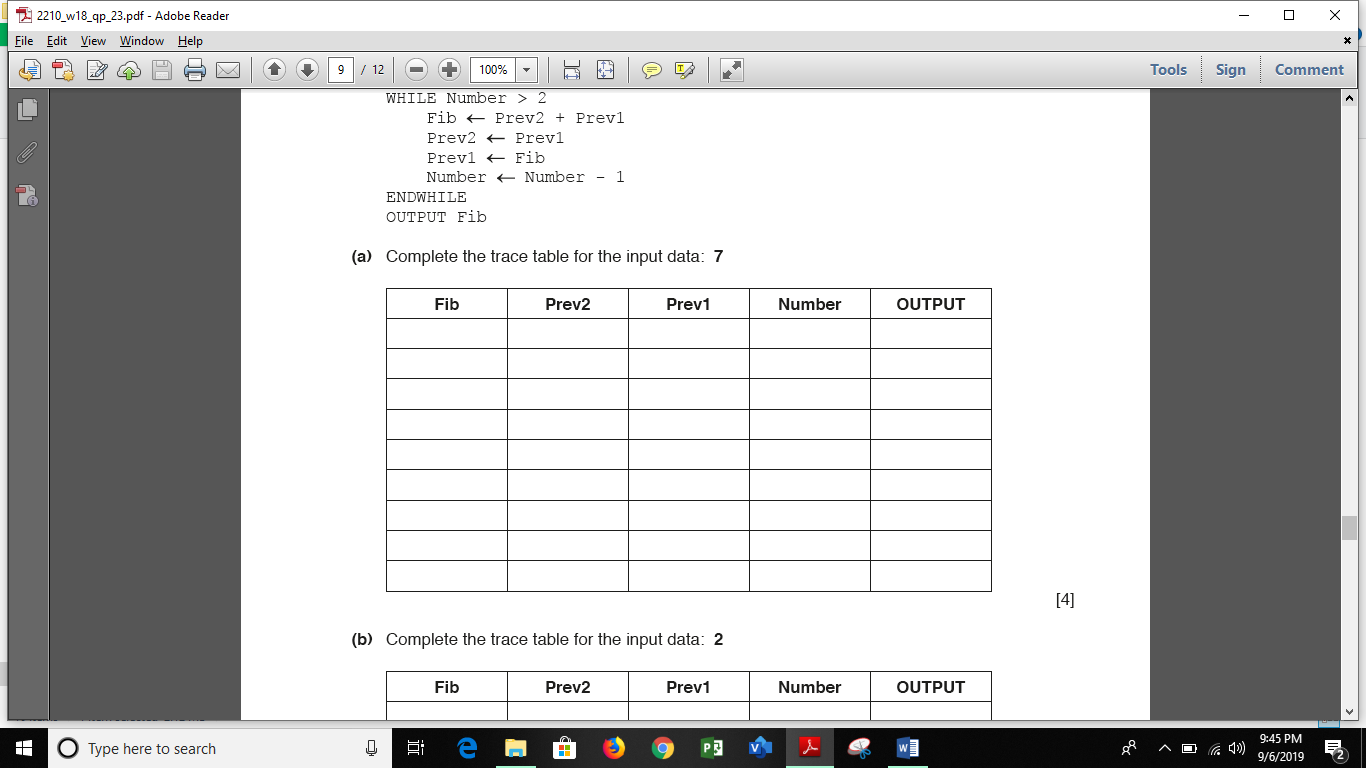 2210_w18_qp_23.pdf - Adobe Reader
File Edit View Window Help
9 / 12 100% Tools Sign Comment
WHILE Number > 2
Fib ← Prev2 + Prev1
Prev2 ← Prev1
Prev1 ← Fib
Number ← Number - 1
ENDWHILE
OUTPUT Fib
(a) Complete the trace table for the input data: 7
Fib Prev2 Prev1 Number OUTPUT
[4]
(b) Complete the trace table for the input data: 2
Fib Prev2 Prev1 Number OUTPUT
Type here to search
9:45 PM
9/6/2019
2